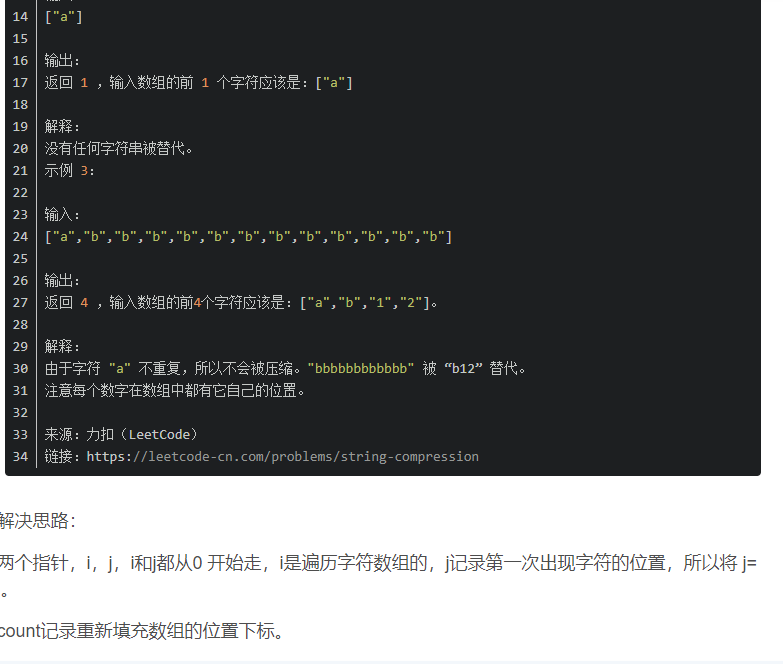 14 ["a"]
15
16 输出：
17 返回 1 ，输入数组的前 1 个字符应该是：["a"]
18
19 解释：
20 没有任何字符串被替代。
21 示例 3：
22
23 输入：
24 ["a","b","b","b","b","b","b","b","b","b","b","b","b"]
25
26 输出：
27 返回 4 ，输入数组的前4个字符应该是：["a","b","1","2"]。
28
29 解释：
30 由于字符 "a" 不重复，所以不会被压缩。"bbbbbbbbbbbb" 被 “b12” 替代。
31 注意每个数字在数组中都有它自己的位置。
32
33 来源：力扣（LeetCode）
34 链接：https://leetcode-cn.com/problems/string-compression
解决思路：
两个指针，i，j，i和j都从0 开始走，i是遍历字符数组的，j记录第一次出现字符的位置，所以将 j=
。
count记录重新填充数组的位置下标。